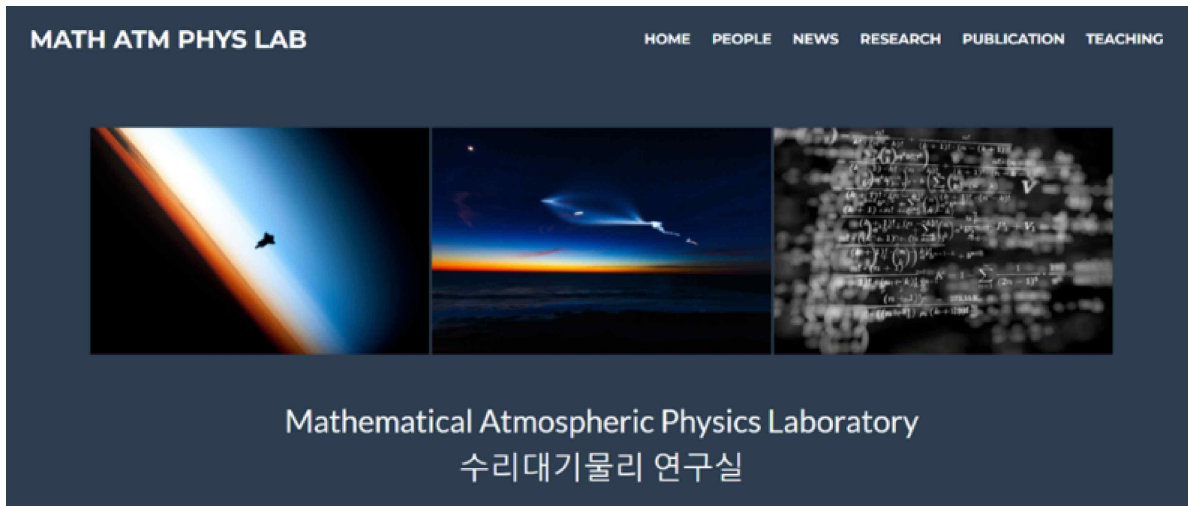 MATH ATM PHYS LAB
HOME PEOPLE NEWS RESEARCH PUBLICATION TEACHING
Mathematical Atmospheric Physics Laboratory
수리대기물리 연구실